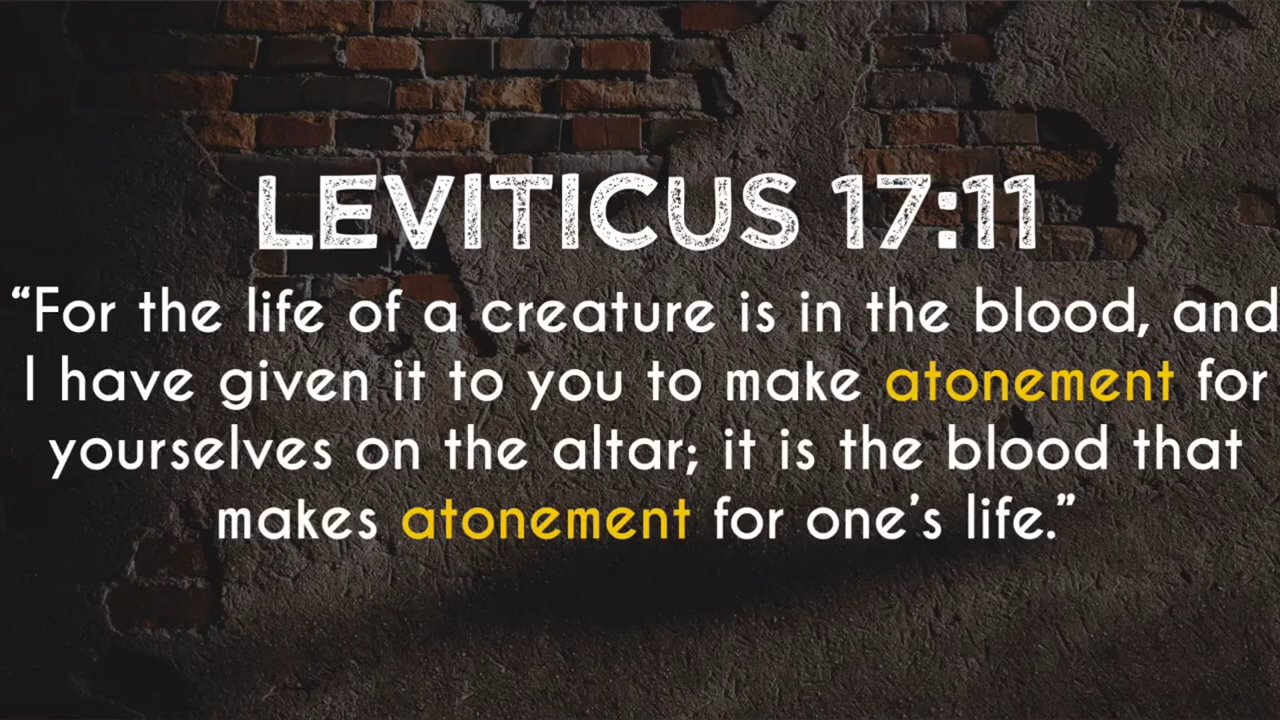 LEVITICUS 17:11
“For the life of a creature is in the blood, and
I have given it to you to make atonement for
yourselves on the altar; it is the blood that
makes atonement for one’s life.”